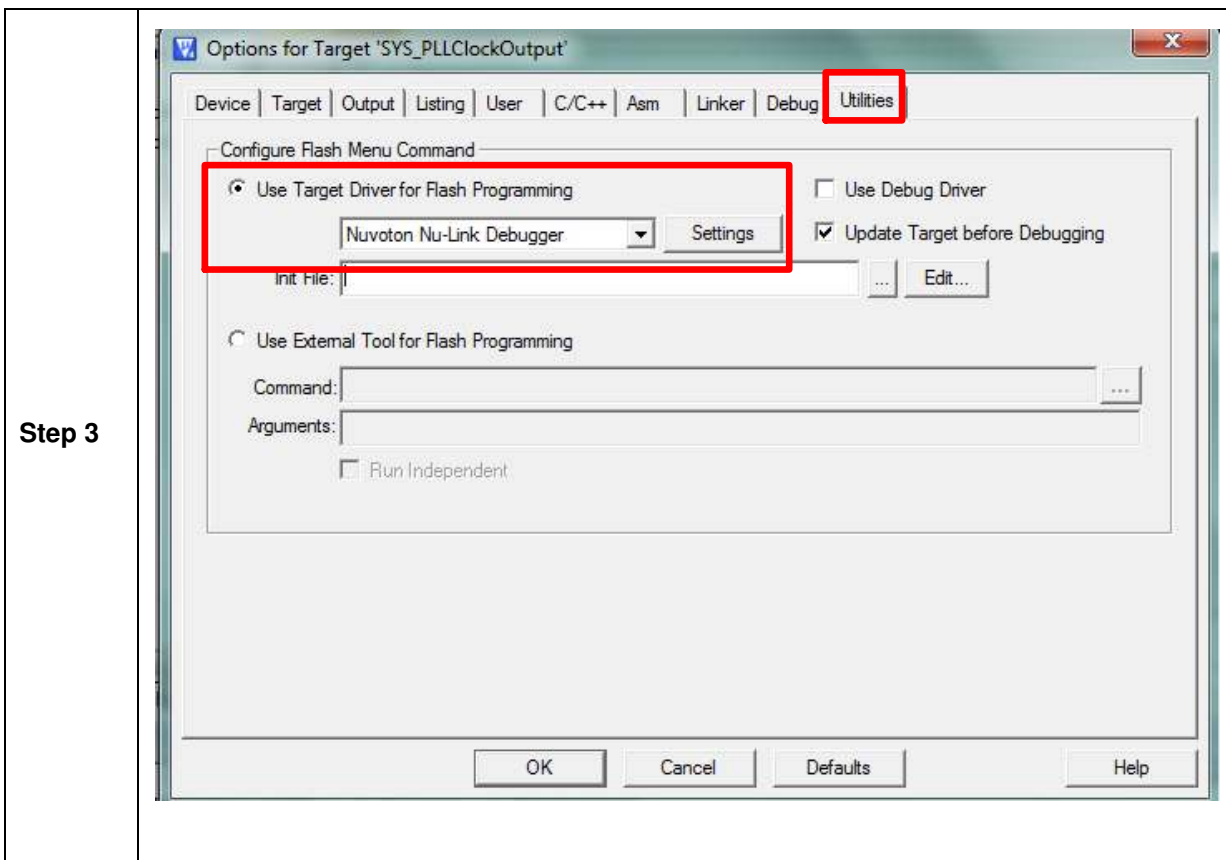 Step 3
Options for Target 'SYS_PLLClockOutput'
x
Device Target Output Listing User C/C++ Asm Linker Debug Utilities
Configure Flash Menu Command
Use Target Driver for Flash Programming Use Debug Driver
Nuvoton Nu-Link Debugger Settings Update Target before Debugging
Init File: ... Edit...
Use External Tool for Flash Programming
Command: ...
Arguments:
Run Independent
OK Cancel Defaults Help